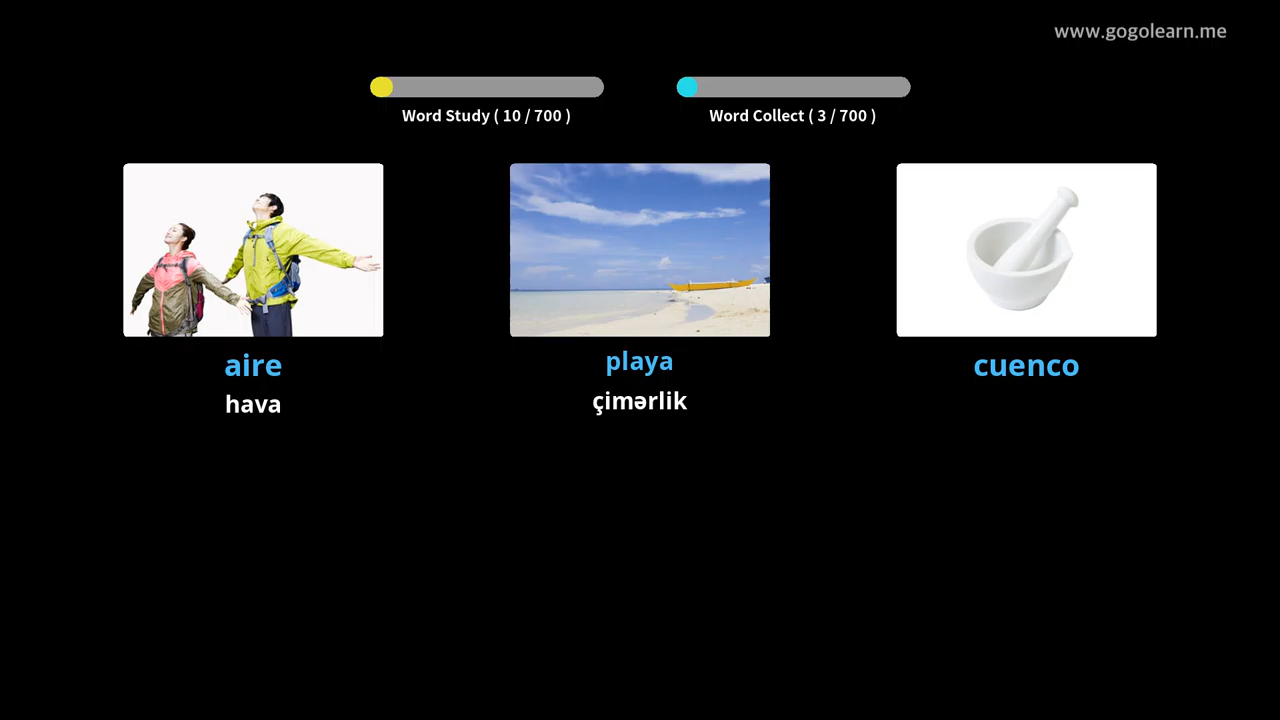 www.gogolearn.me
Word Study ( 10 / 700 )
Word Collect ( 3 / 700 )
aire
hava
playa
çimərlik
cuenco